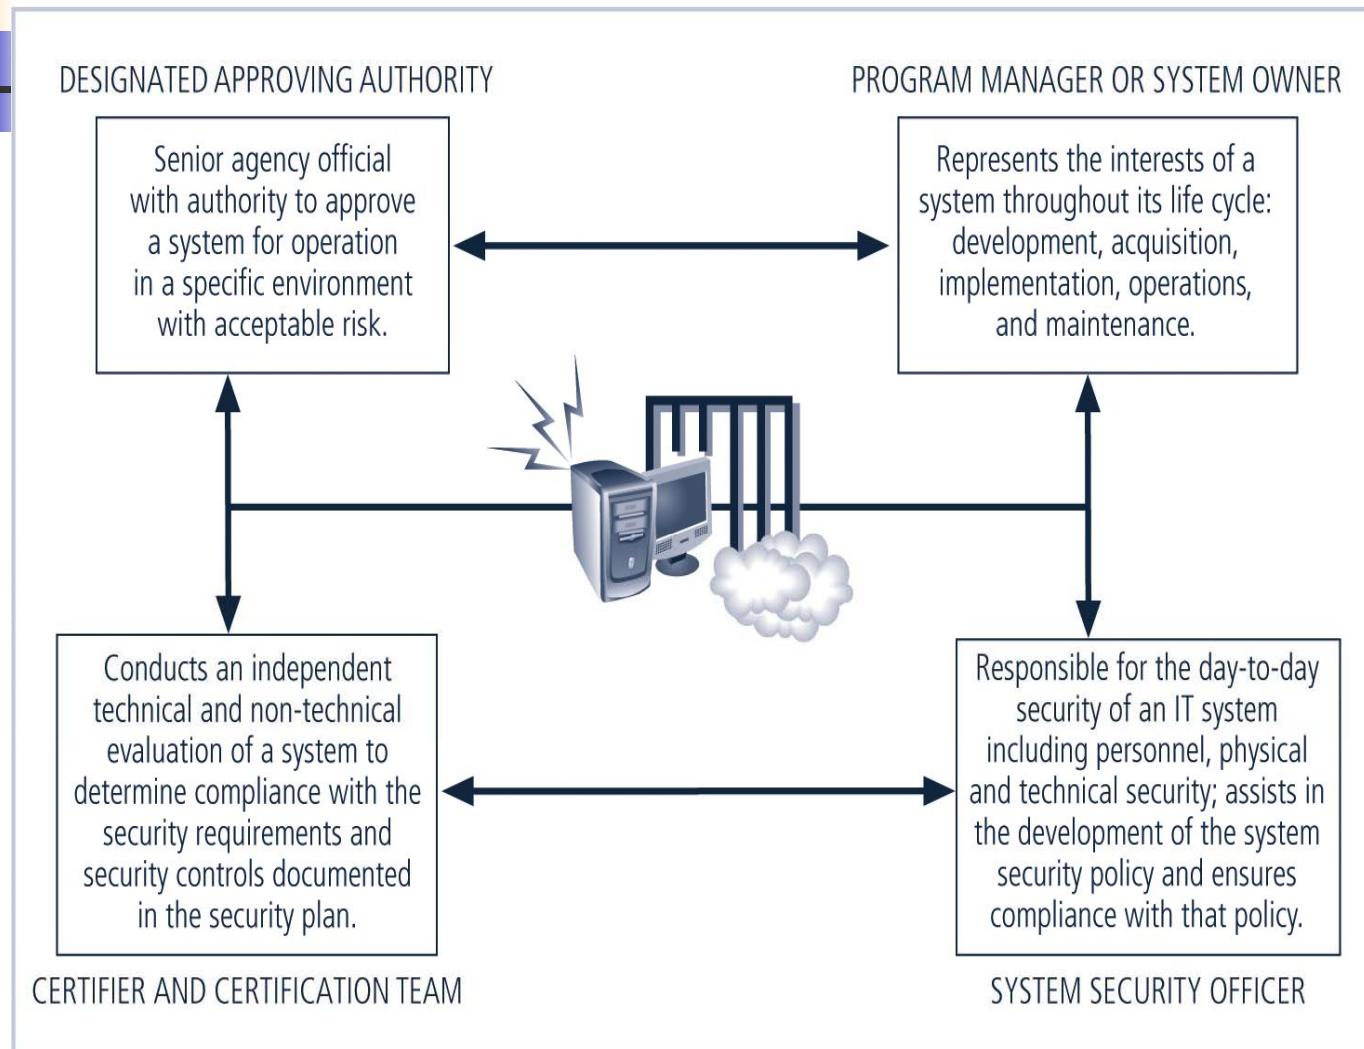 DESIGNATED APPROVING AUTHORITY
Senior agency official
with authority to approve
a system for operation
in a specific environment
with acceptable risk.
PROGRAM MANAGER OR SYSTEM OWNER
Represents the interests of a
system throughout its life cycle:
development, acquisition,
implementation, operations,
and maintenance.
Conducts an independent
technical and non-technical
evaluation of a system to
determine compliance with the
security requirements and
security controls documented
in the security plan.
CERTIFIER AND CERTIFICATION TEAM
Responsible for the day-to-day
security of an IT system
including personnel, physical
and technical security; assists in
the development of the system
security policy and ensures
compliance with that policy.
SYSTEM SECURITY OFFICER